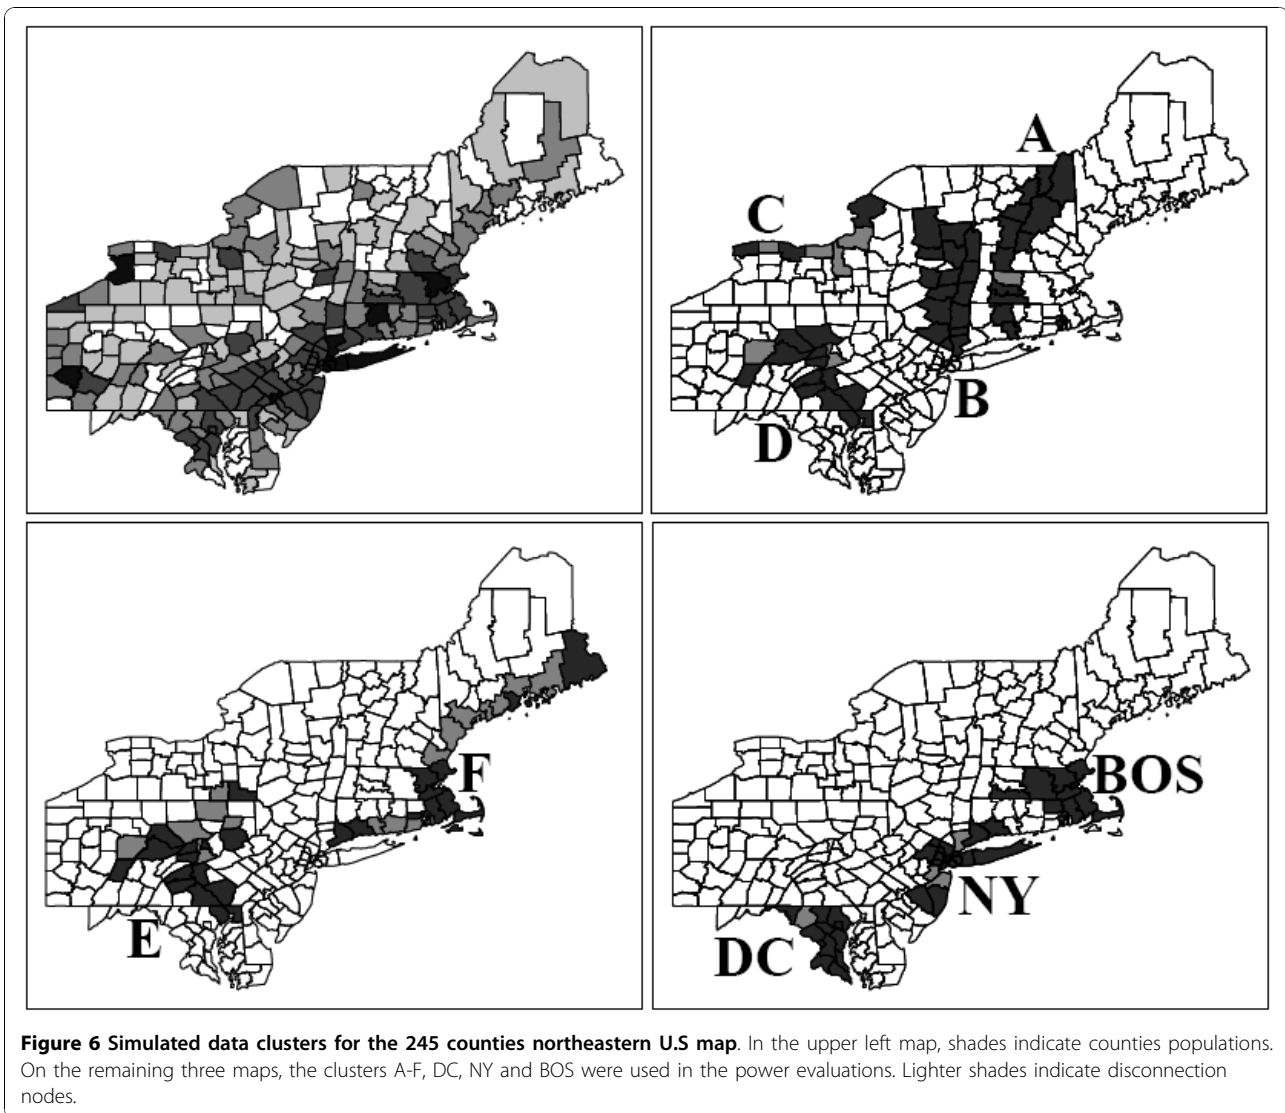 A
C
B
D
F
E
BOS
NY
DC
Figure 6 Simulated data clusters for the 245 counties northeastern U.S map. In the upper left map, shades indicate counties populations.
On the remaining three maps, the clusters A-F, DC, NY and BOS were used in the power evaluations. Lighter shades indicate disconnection
nodes.